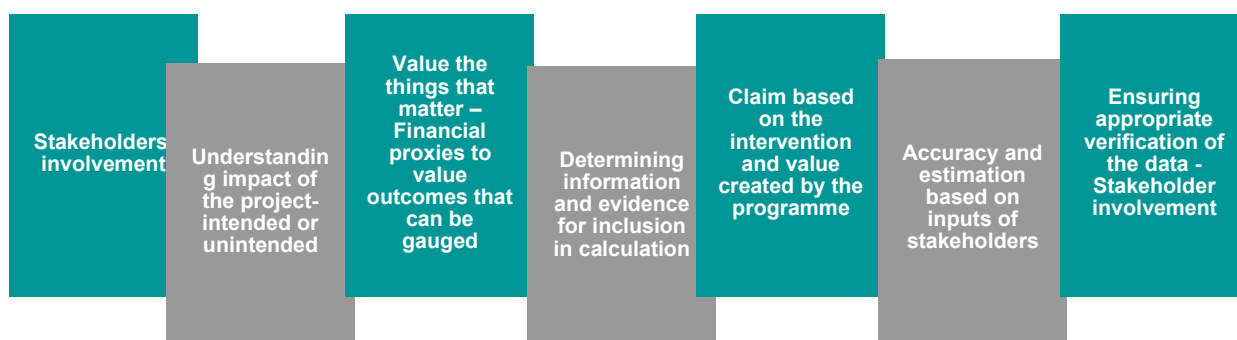 Stakeholders
involvement
Understandin
g impact of
the project-
intended or
unintended
Value the
things that
matter –
Financial
proxies to
value
outcomes that
can be
gauged
Determining
information
and evidence
for inclusion
in calculation
Claim based
on the
intervention
and value
created by the
programme
Accuracy and
estimation
based on
inputs of
stakeholders
Ensuring
appropriate
verification of
the data -
Stakeholder
involvement